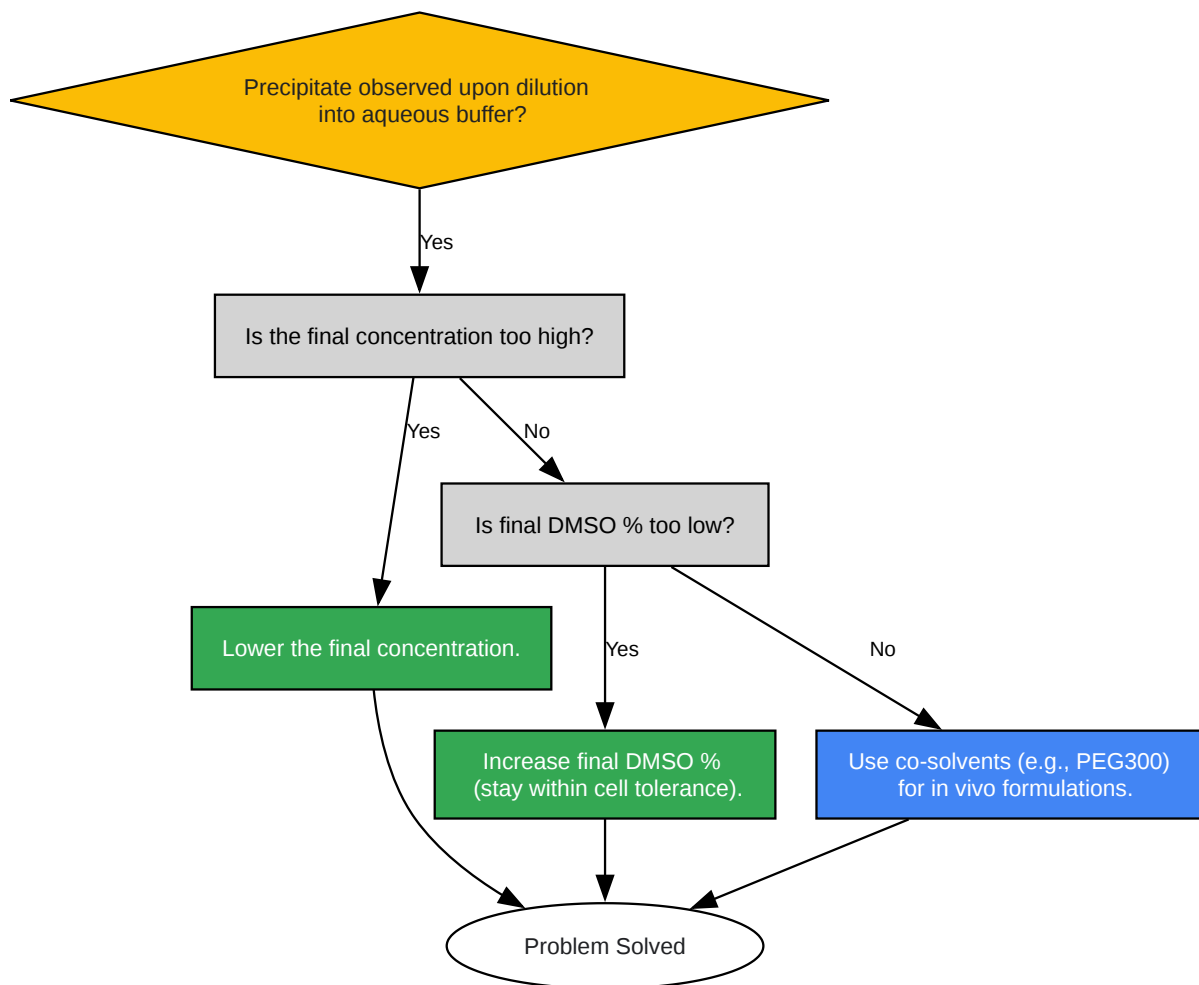 Precipitate observed upon dilution
into aqueous buffer?
Yes
Is the final concentration too high?
Yes
No
Is final DMSO % too low?
Lower the final concentration.
Yes
No
Increase final DMSO %
(stay within cell tolerance).
Use co-solvents (e.g., PEG300)
for in vivo formulations.
Problem Solved